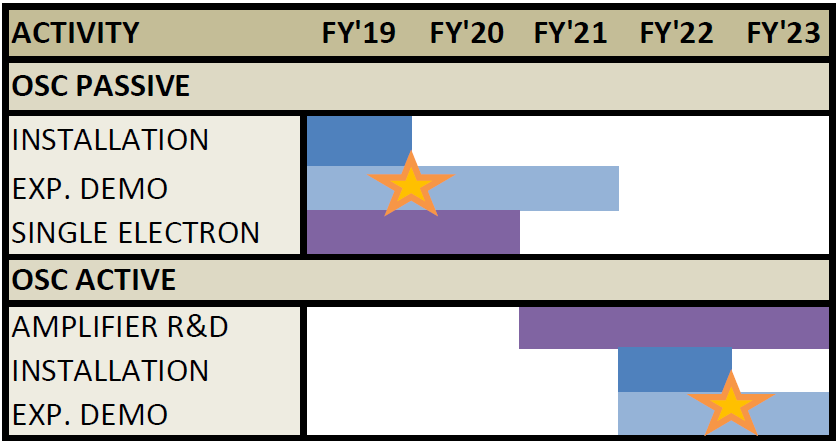 ACTIVITY FY'19 FY'20 FY'21 FY'22 FY'23
OSC PASSIVE
INSTALLATION
EXP. DEMO
SINGLE ELECTRON
OSC ACTIVE
AMPLIFIER R&D
INSTALLATION
EXP. DEMO